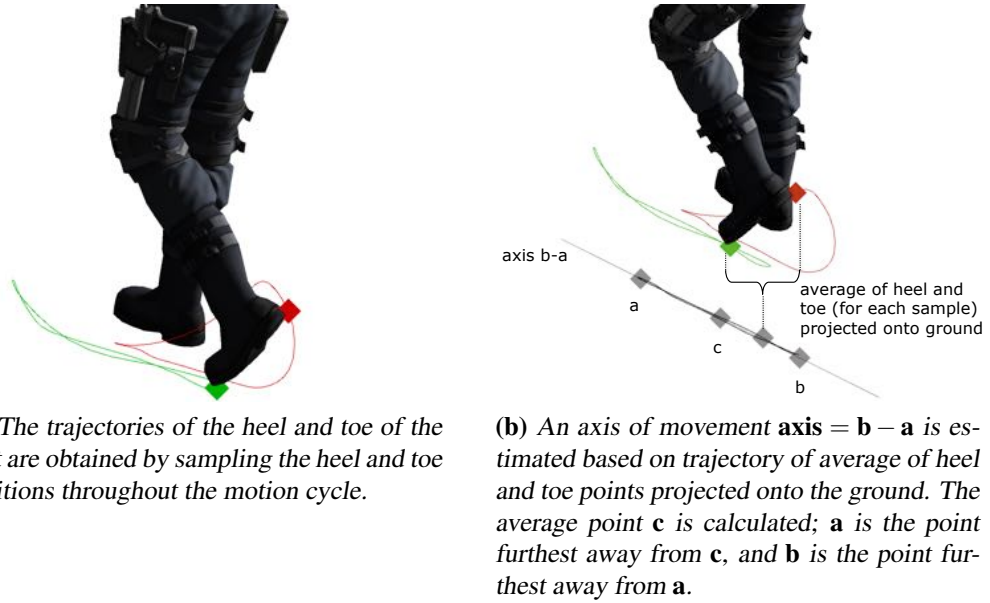 axis b-a
a
c
b
average of heel and
toe (for each sample)
projected onto ground
The trajectories of the heel and toe of the
are obtained by sampling the heel and toe
throughout the motion cycle.
(b) An axis of movement axis = b − a is es-
timated based on trajectory of average of heel
and toe points projected onto the ground. The
average point c is calculated; a is the point
furthest away from c, and b is the point fur-
thest away from a.